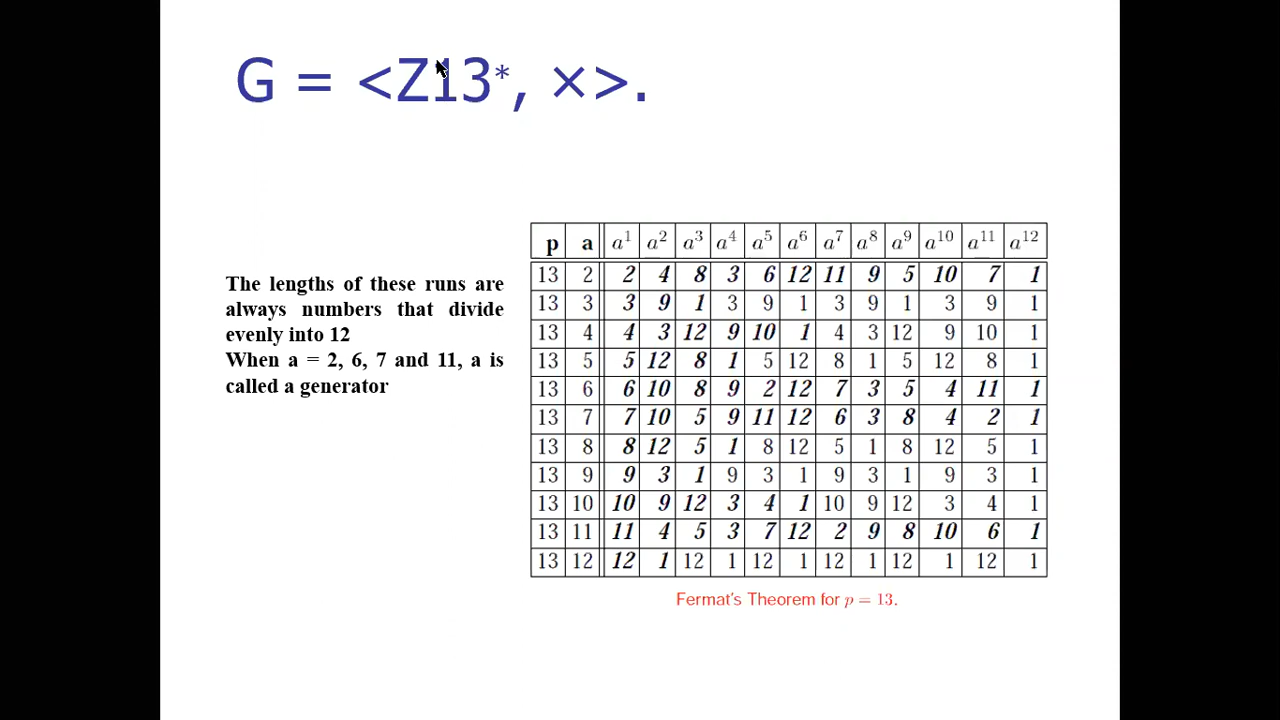 G = <Z13*, ×>.
The lengths of these runs are
always numbers that divide
evenly into 12
When a = 2, 6, 7 and 11, a is
called a generator
p a a¹ a² a³ a⁴ a⁵ a⁶ a⁷ a⁸ a⁹ a¹⁰ a¹¹ a¹²
13 2 2 4 8 3 6 12 11 9 5 10 7 1
13 3 3 9 1 3 9 1 3 9 1 3 9 1
13 4 4 3 12 9 10 1 4 3 12 9 10 1
13 5 5 12 8 1 5 12 8 1 5 12 8 1
13 6 6 10 8 9 2 12 7 3 5 4 11 1
13 7 7 10 5 9 11 12 6 3 8 4 2 1
13 8 8 12 5 1 8 12 5 1 8 12 5 1
13 9 9 3 1 9 3 1 9 3 1 9 3 1
13 10 10 9 12 3 4 1 10 9 12 3 4 1
13 11 11 4 5 3 7 12 2 9 8 10 6 1
13 12 12 1 12 1 12 1 12 1 12 1 12 1
Fermat's Theorem for p = 13.